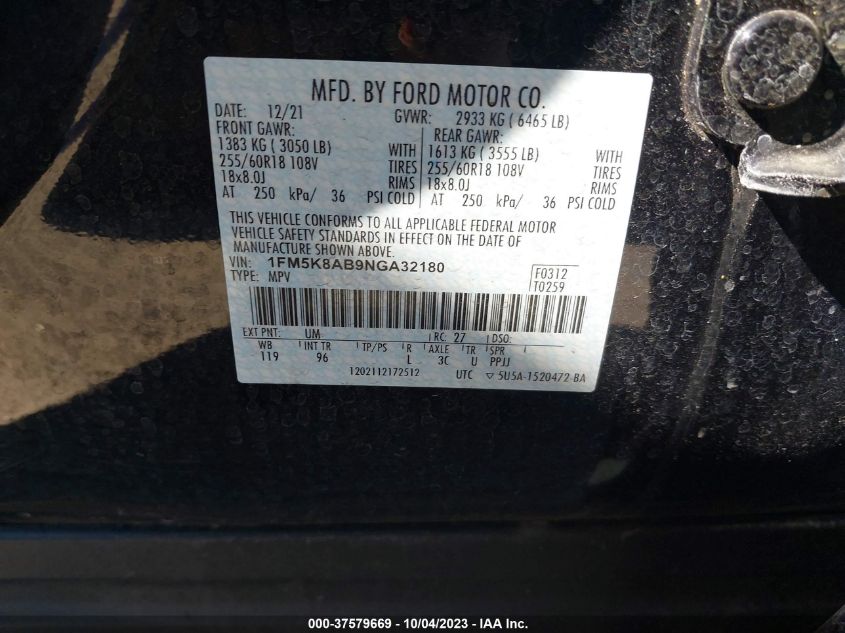 MFD. BY FORD MOTOR CO.
DATE: 12/21 GVWR: 2933 KG ( 6465 LB)
FRONT GAWR: REAR GAWR:
1383 KG ( 3050 LB) WITH 1613 KG ( 3555 LB) WITH
255/60R18 108V TIRES 255/60R18 108V TIRES
18x8.0J RIMS 18x8.0J RIMS
AT 250 kPa/ 36 PSI COLD AT 250 kPa/ 36 PSI COLD
THIS VEHICLE CONFORMS TO ALL APPLICABLE FEDERAL MOTOR
VEHICLE SAFETY STANDARDS IN EFFECT ON THE DATE OF
MANUFACTURE SHOWN ABOVE.
VIN: 1FM5K8AB9NGA32180 F0312
TYPE: MPV T0259
EXT PNT: UM RC: 27 DSO:
WB INT TR TP/PS R AXLE TR SPR
119 96 L 3C U PPJJ
1202112172512 UTC ▽ 5U5A-1520472-BA
000-37579669 - 10/04/2023 - IAA Inc.